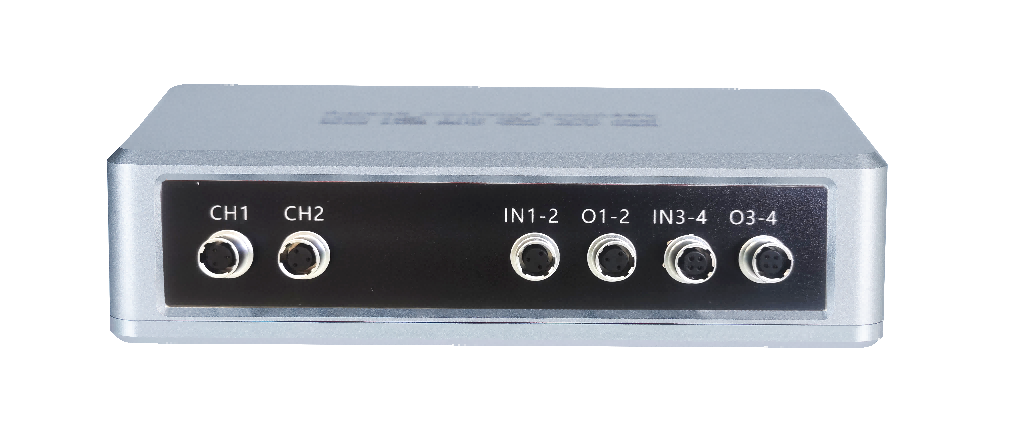 CH1 CH2 IN1-2 O1-2 IN3-4 O3-4